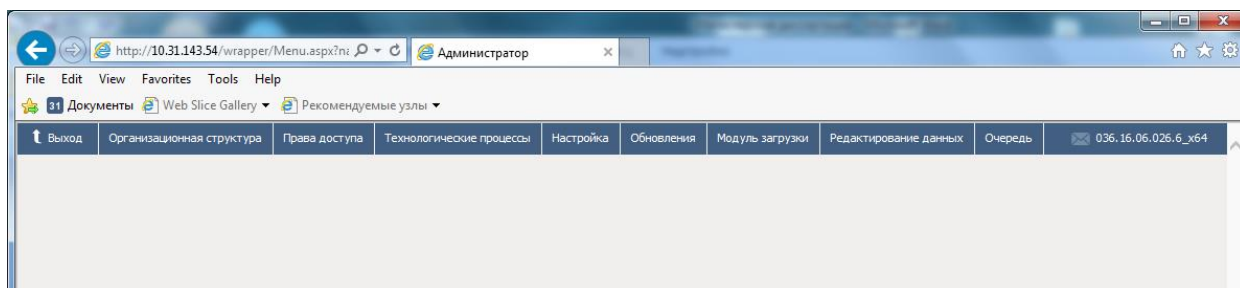 http://10.31.143.54/wrapper/Menu.aspx?na
Администратор
File Edit View Favorites Tools Help
31 Документы Web Slice Gallery Рекомендуемые узлы
Выход Организационная структура Права доступа Технологические процессы Настройка Обновления Модуль загрузки Редактирование данных Очередь 036.16.06.026.6_x64